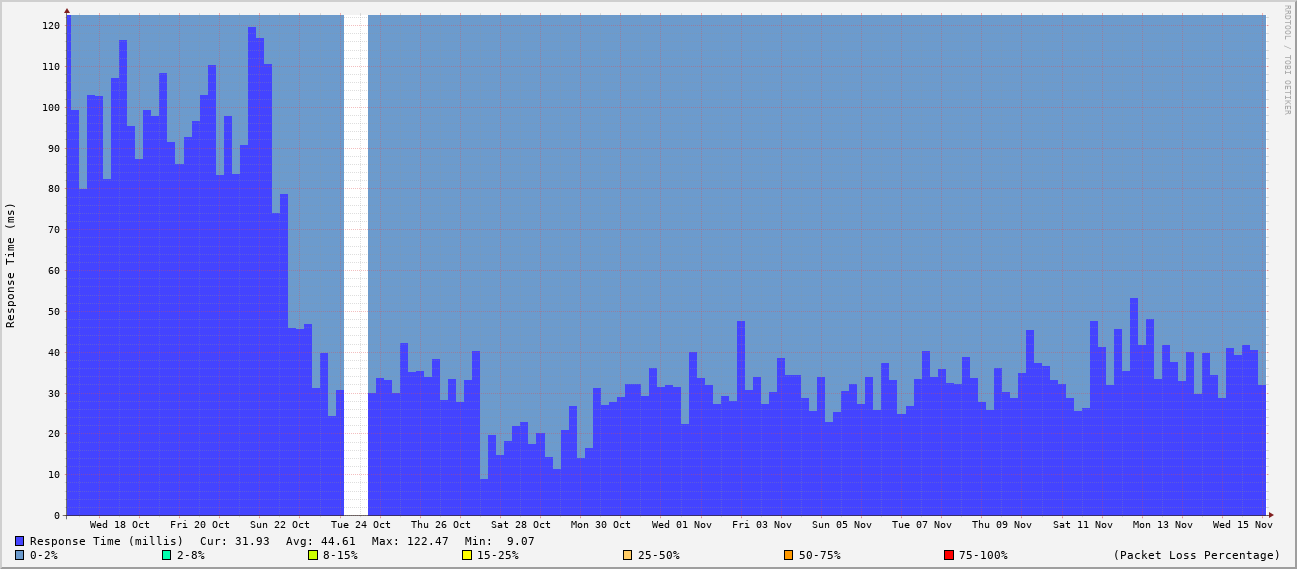 RRDTOOL / TOBI OETIKER
Response Time (ms)
120
110
100
90
80
70
60
50
40
30
20
10
0
Wed 18 Oct Fri 20 Oct Sun 22 Oct Tue 24 Oct Thu 26 Oct Sat 28 Oct Mon 30 Oct Wed 01 Nov Fri 03 Nov Sun 05 Nov Tue 07 Nov Thu 09 Nov Sat 11 Nov Mon 13 Nov Wed 15 Nov
Response Time (millis) Cur: 31.93 Avg: 44.61 Max: 122.47 Min: 9.07
0-2% 2-8% 8-15% 15-25% 25-50% 50-75% 75-100% (Packet Loss Percentage)